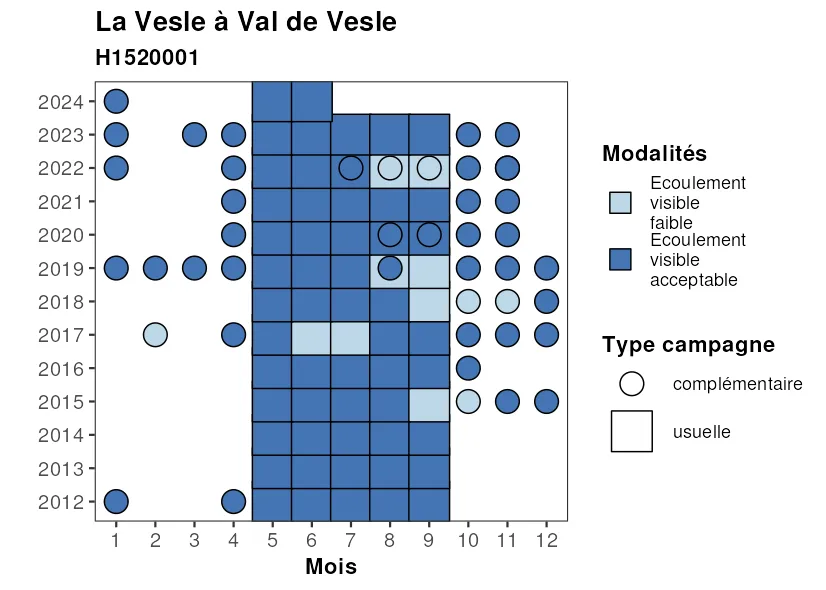 La Vesle à Val de Vesle
H1520001
2024
2023
2022
2021
2020
2019
2018
2017
2016
2015
2014
2013
2012
1 2 3 4 5 6 7 8 9 10 11 12
Mois
Modalités
Ecoulement
visible
faible
Ecoulement
visible
acceptable
Type campagne
complémentaire
usuelle